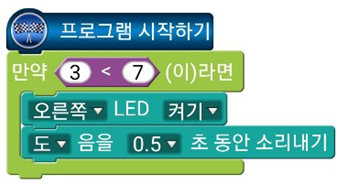 프로그램 시작하기
만약 3 < 7 (이)라면
오른쪽 LED 켜기
도 음을 0.5 초 동안 소리내기